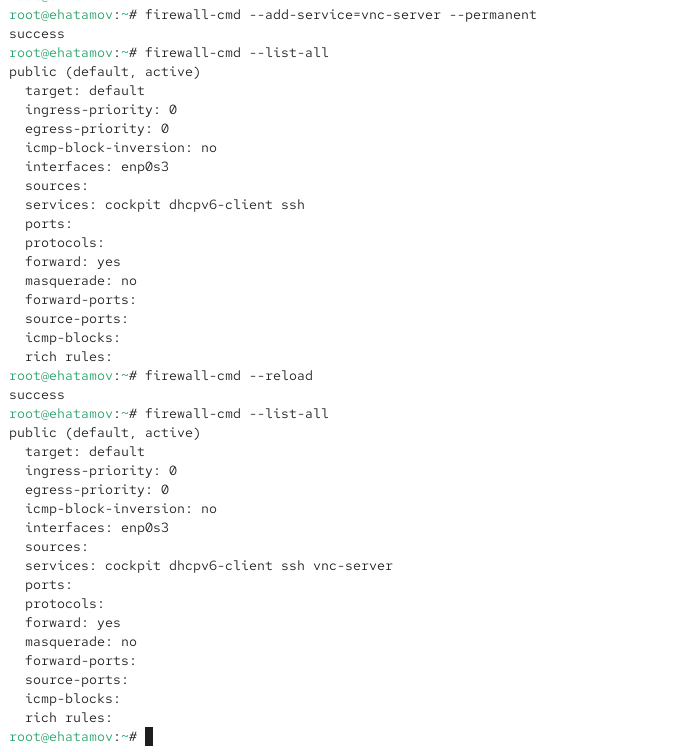 root@ehatamov:~# firewall-cmd --add-service=vnc-server --permanent
success
root@ehatamov:~# firewall-cmd --list-all
public (default, active)
  target: default
  ingress-priority: 0
  egress-priority: 0
  icmp-block-inversion: no
  interfaces: enp0s3
  sources:
  services: cockpit dhcpv6-client ssh
  ports:
  protocols:
  forward: yes
  masquerade: no
  forward-ports:
  source-ports:
  icmp-blocks:
  rich rules:
root@ehatamov:~# firewall-cmd --reload
success
root@ehatamov:~# firewall-cmd --list-all
public (default, active)
  target: default
  ingress-priority: 0
  egress-priority: 0
  icmp-block-inversion: no
  interfaces: enp0s3
  sources:
  services: cockpit dhcpv6-client ssh vnc-server
  ports:
  protocols:
  forward: yes
  masquerade: no
  forward-ports:
  source-ports:
  icmp-blocks:
  rich rules:
root@ehatamov:~#